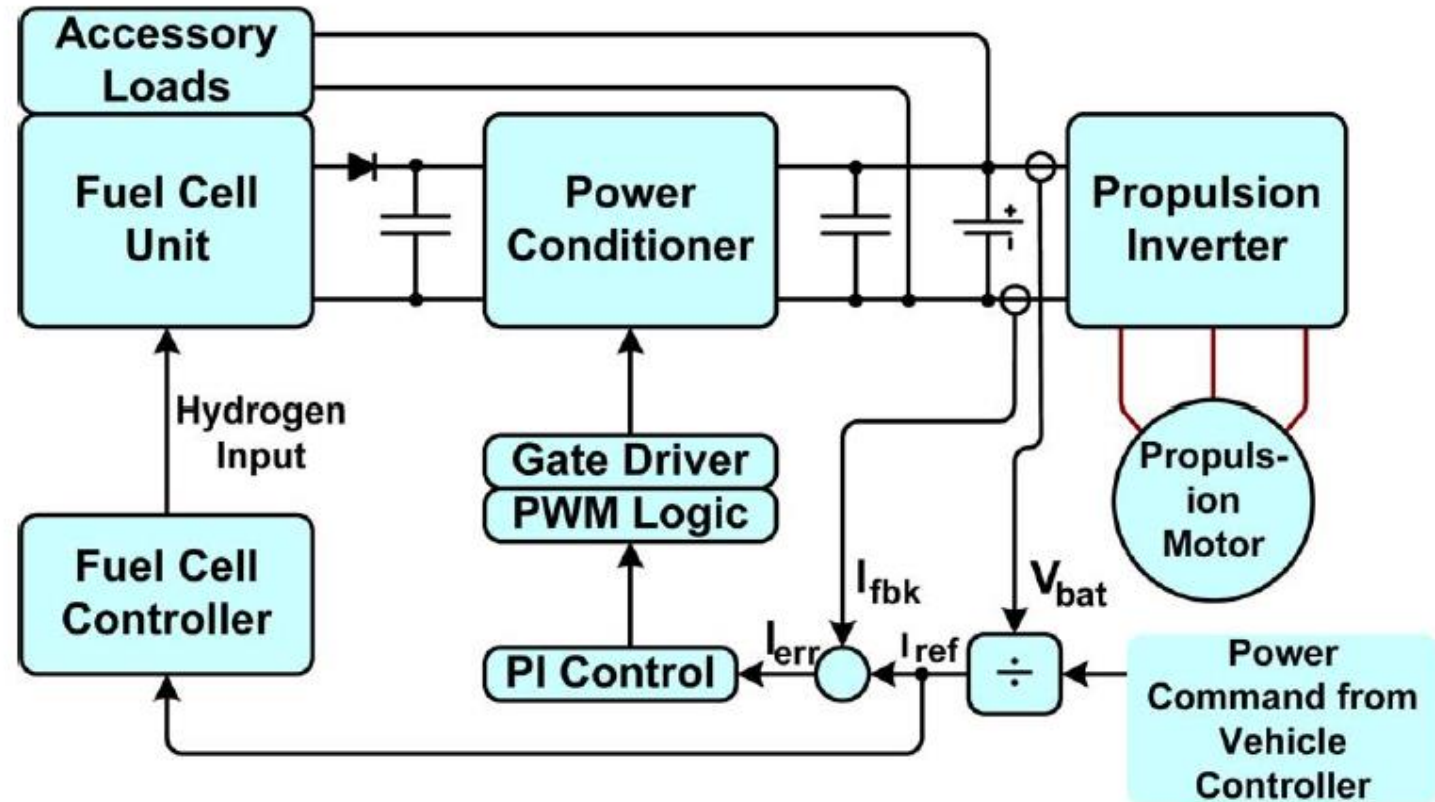 Accessory
Loads
Fuel Cell
Unit
Power
Conditioner
+
Propulsion
Inverter
Hydrogen
Input
Gate Driver
PWM Logic
Propuls-
ion
Motor
Fuel Cell
Controller
PI Control
Ierr
Ifbk
Iref
Vbat
÷
Power
Command from
Vehicle
Controller